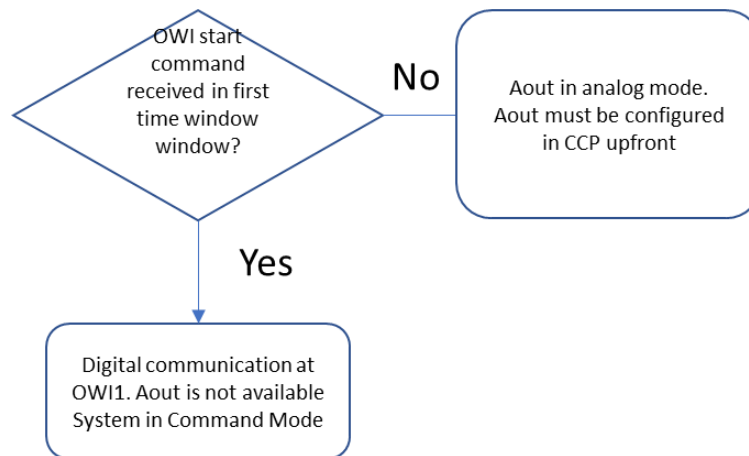 OWI start
command
received in first
time window
window?
No
Aout in analog mode.
Aout must be configured
in CCP upfront
Yes
Digital communication at
OWI1. Aout is not available
System in Command Mode